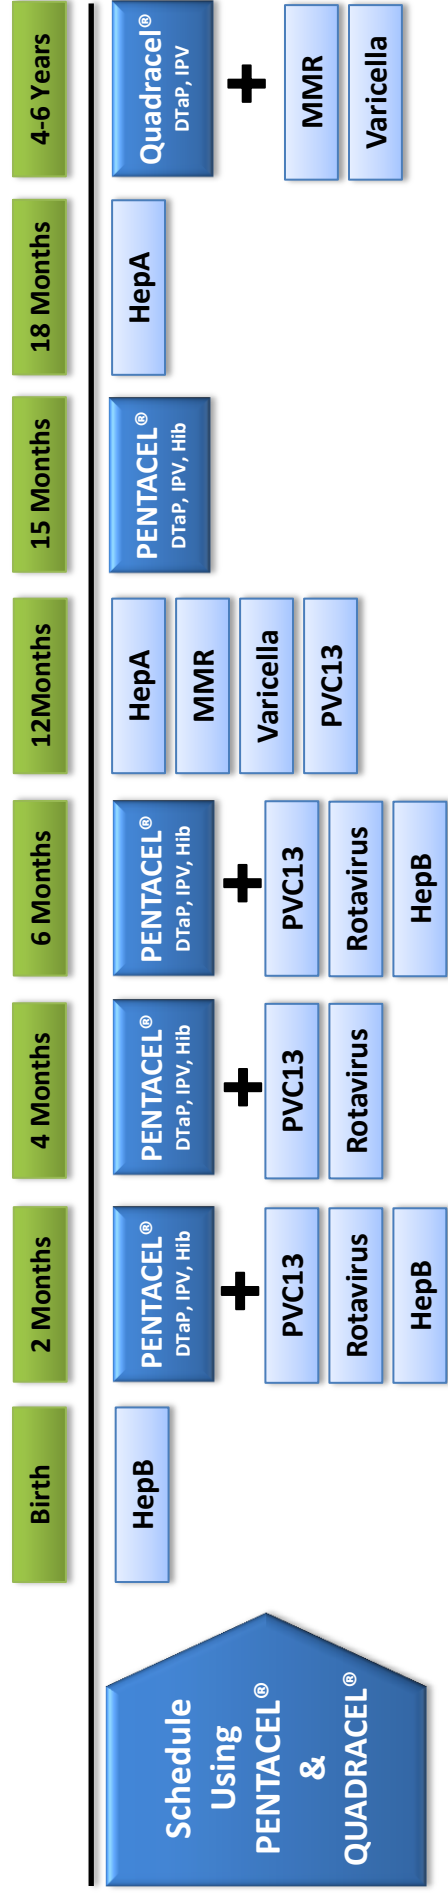 Birth
2 Months
4 Months
6 Months
12Months
15 Months
18 Months
4-6 Years
Schedule
Using
PENTACEL®
&
QUADRACEL®
HepB
PENTACEL®
DTaP, IPV, Hib
+
PVC13
Rotavirus
HepB
PENTACEL®
DTaP, IPV, Hib
+
PVC13
Rotavirus
PENTACEL®
DTaP, IPV, Hib
+
PVC13
Rotavirus
HepB
HepA
MMR
Varicella
PVC13
PENTACEL®
DTaP, IPV, Hib
HepA
Quadracel®
DTaP, IPV
+
MMR
Varicella